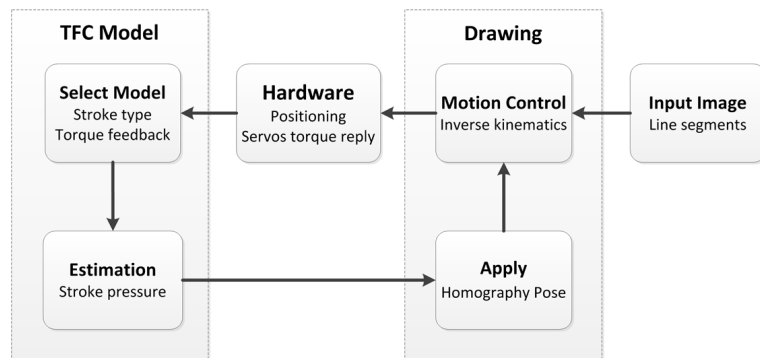 TFC Model
Drawing
Select Model
Stroke type
Torque feedback
Hardware
Positioning
Servos torque reply
Motion Control
Inverse kinematics
Input Image
Line segments
Estimation
Stroke pressure
Apply
Homography Pose